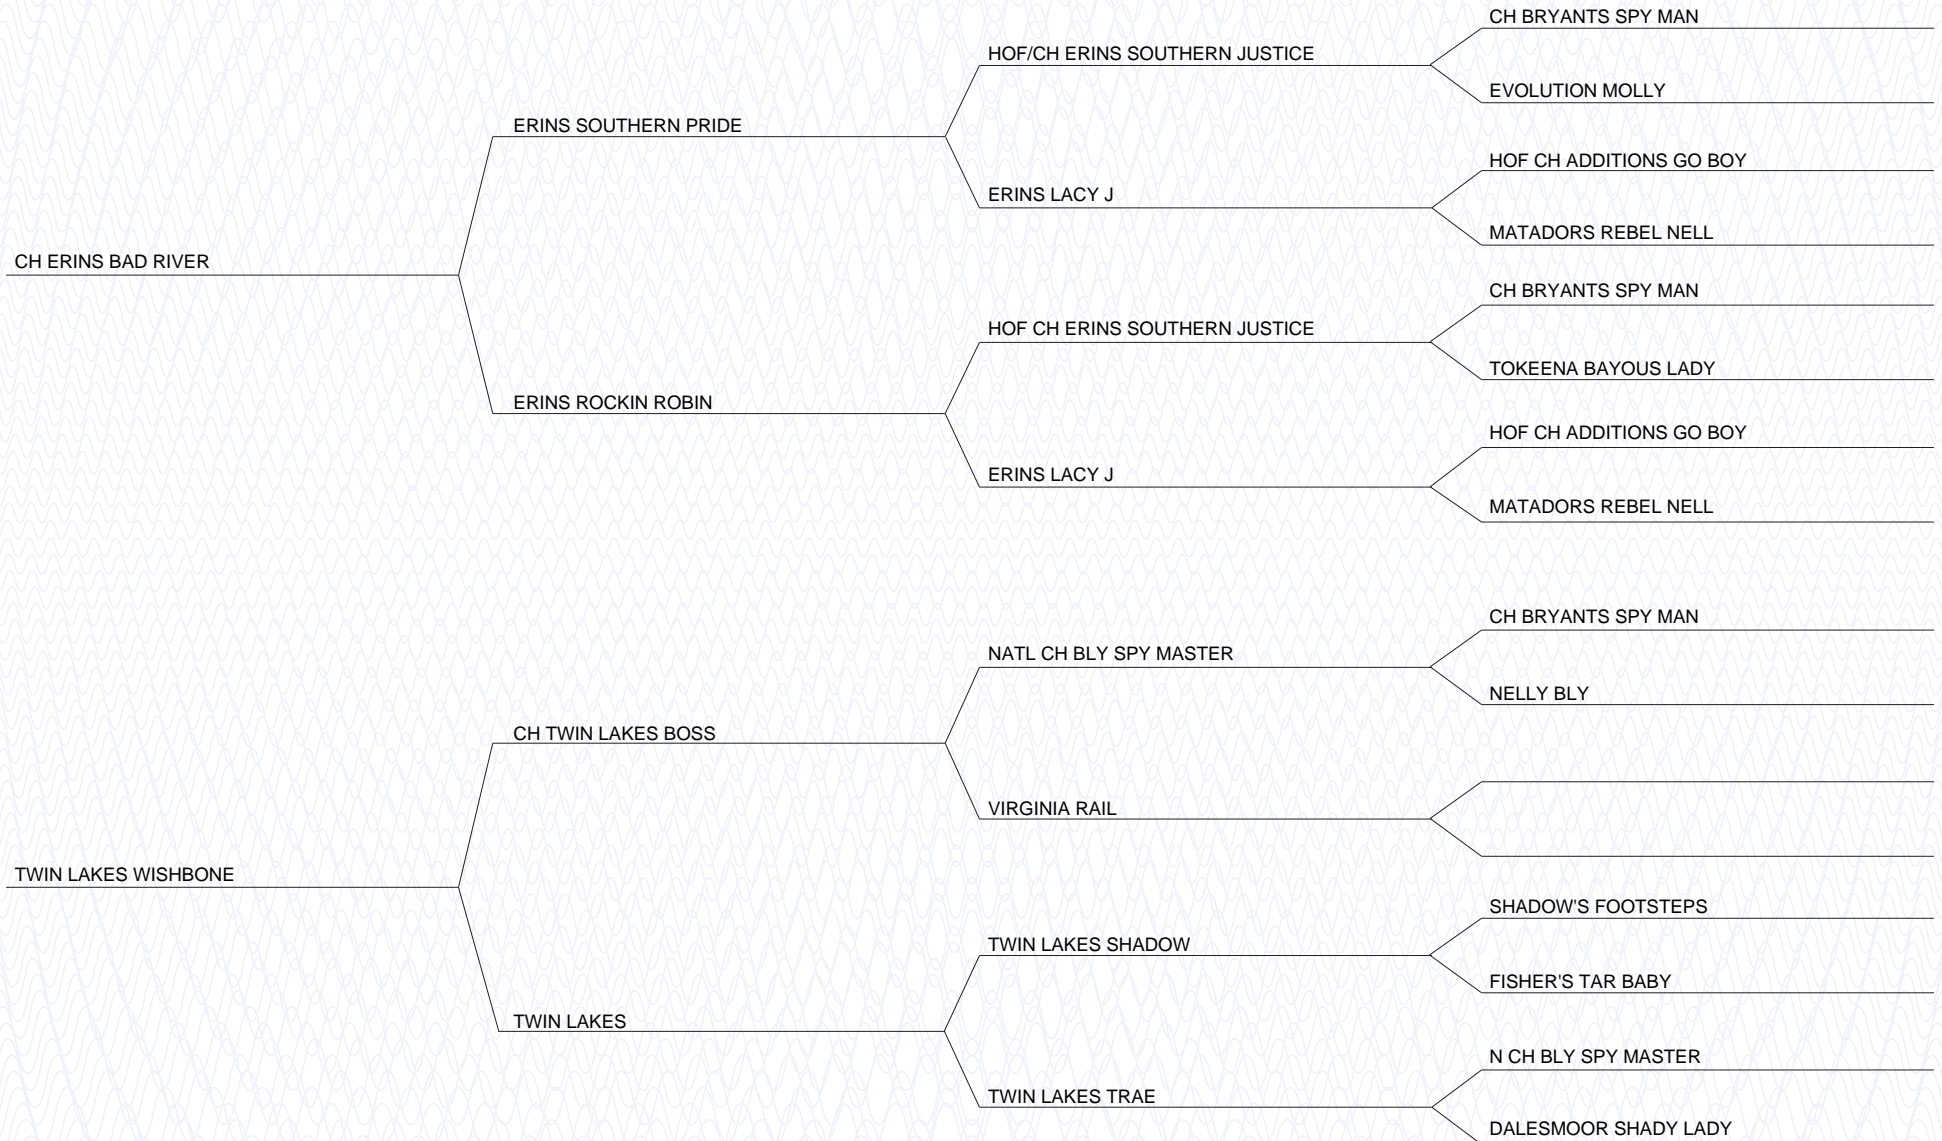 CH BRYANTS SPY MAN
HOF/CH ERINS SOUTHERN JUSTICE
EVOLUTION MOLLY
ERINS SOUTHERN PRIDE
HOF CH ADDITIONS GO BOY
ERINS LACY J
MATADORS REBEL NELL
CH ERINS BAD RIVER
CH BRYANTS SPY MAN
HOF CH ERINS SOUTHERN JUSTICE
TOKEENA BAYOUS LADY
ERINS ROCKIN ROBIN
HOF CH ADDITIONS GO BOY
ERINS LACY J
MATADORS REBEL NELL
CH BRYANTS SPY MAN
NATL CH BLY SPY MASTER
NELLY BLY
CH TWIN LAKES BOSS
VIRGINIA RAIL
TWIN LAKES WISHBONE
SHADOW'S FOOTSTEPS
TWIN LAKES SHADOW
FISHER'S TAR BABY
TWIN LAKES
N CH BLY SPY MASTER
TWIN LAKES TRAE
DALESMOOR SHADY LADY